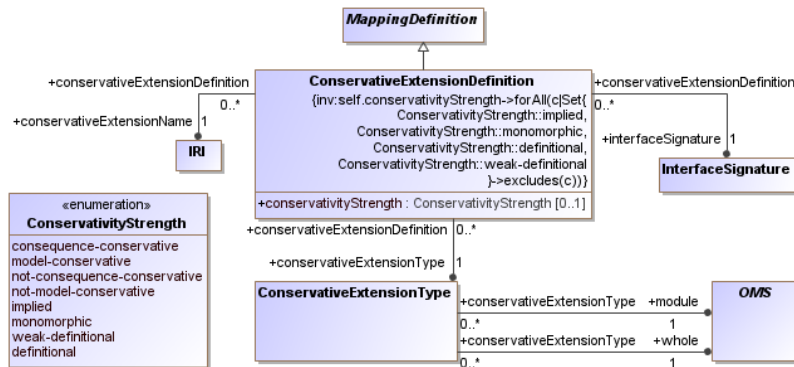 MappingDefinition
+conservativeExtensionDefinition
0..*
+conservativeExtensionName
1
IRI
ConservativeExtensionDefinition
{inv:self.conservativityStrength->forAll(c|Set{
ConservativityStrength::implied,
ConservativityStrength::monomorphic,
ConservativityStrength::definitional,
ConservativityStrength::weak-definitional
}->excludes(c))}
+conservativityStrength : ConservativityStrength [0..1]
+conservativeExtensionDefinition
0..*
+interfaceSignature
1
InterfaceSignature
«enumeration»
ConservativityStrength
consequence-conservative
model-conservative
not-consequence-conservative
not-model-conservative
implied
monomorphic
weak-definitional
definitional
+conservativeExtensionDefinition
0..*
+conservativeExtensionType
1
ConservativeExtensionType
+conservativeExtensionType
+module
0..*
1
+conservativeExtensionType
+whole
0..*
1
OMS